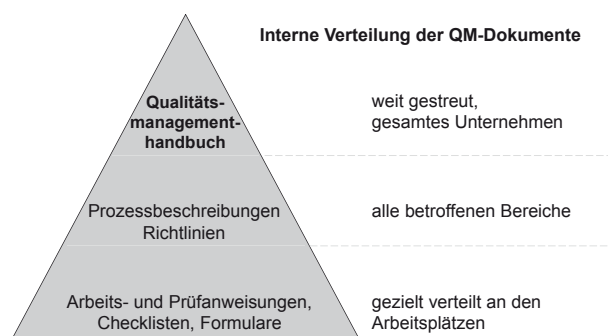 Interne Verteilung der QM-Dokumente
Qualitäts-
management-
handbuch
weit gestreut,
gesamtes Unternehmen
Prozessbeschreibungen
Richtlinien
alle betroffenen Bereiche
Arbeits- und Prüfanweisungen,
Checklisten, Formulare
gezielt verteilt an den
Arbeitsplätzen